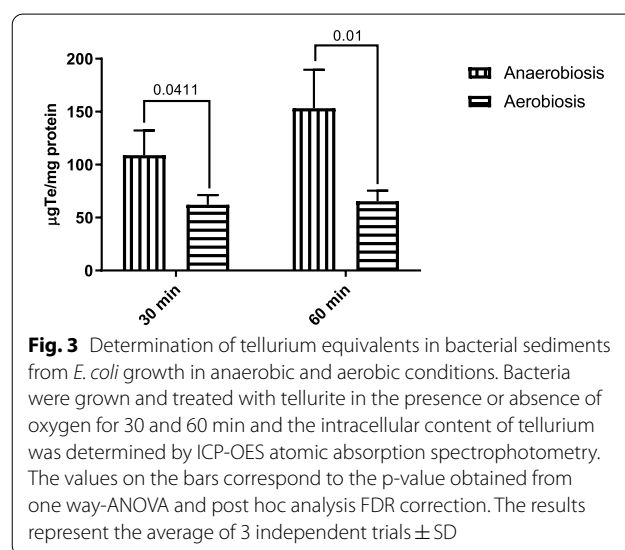 0.01
0.0411
200
150
100
50
0
µgTe/mg protein
30 min
60 min
Anaerobiosis
Aerobiosis
Fig. 3 Determination of tellurium equivalents in bacterial sediments
from E. coli growth in anaerobic and aerobic conditions. Bacteria
were grown and treated with tellurite in the presence or absence of
oxygen for 30 and 60 min and the intracellular content of tellurium
was determined by ICP-OES atomic absorption spectrophotometry.
The values on the bars correspond to the p-value obtained from
one way-ANOVA and post hoc analysis FDR correction. The results
represent the average of 3 independent trials ± SD